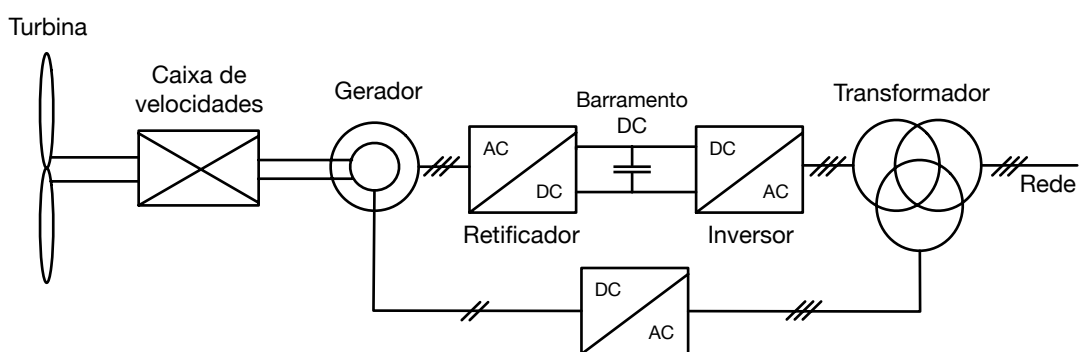 Turbina
Caixa de
velocidades
Gerador
AC
DC
Retificador
Barramento
DC
DC
AC
Inversor
Transformador
Rede
DC
AC